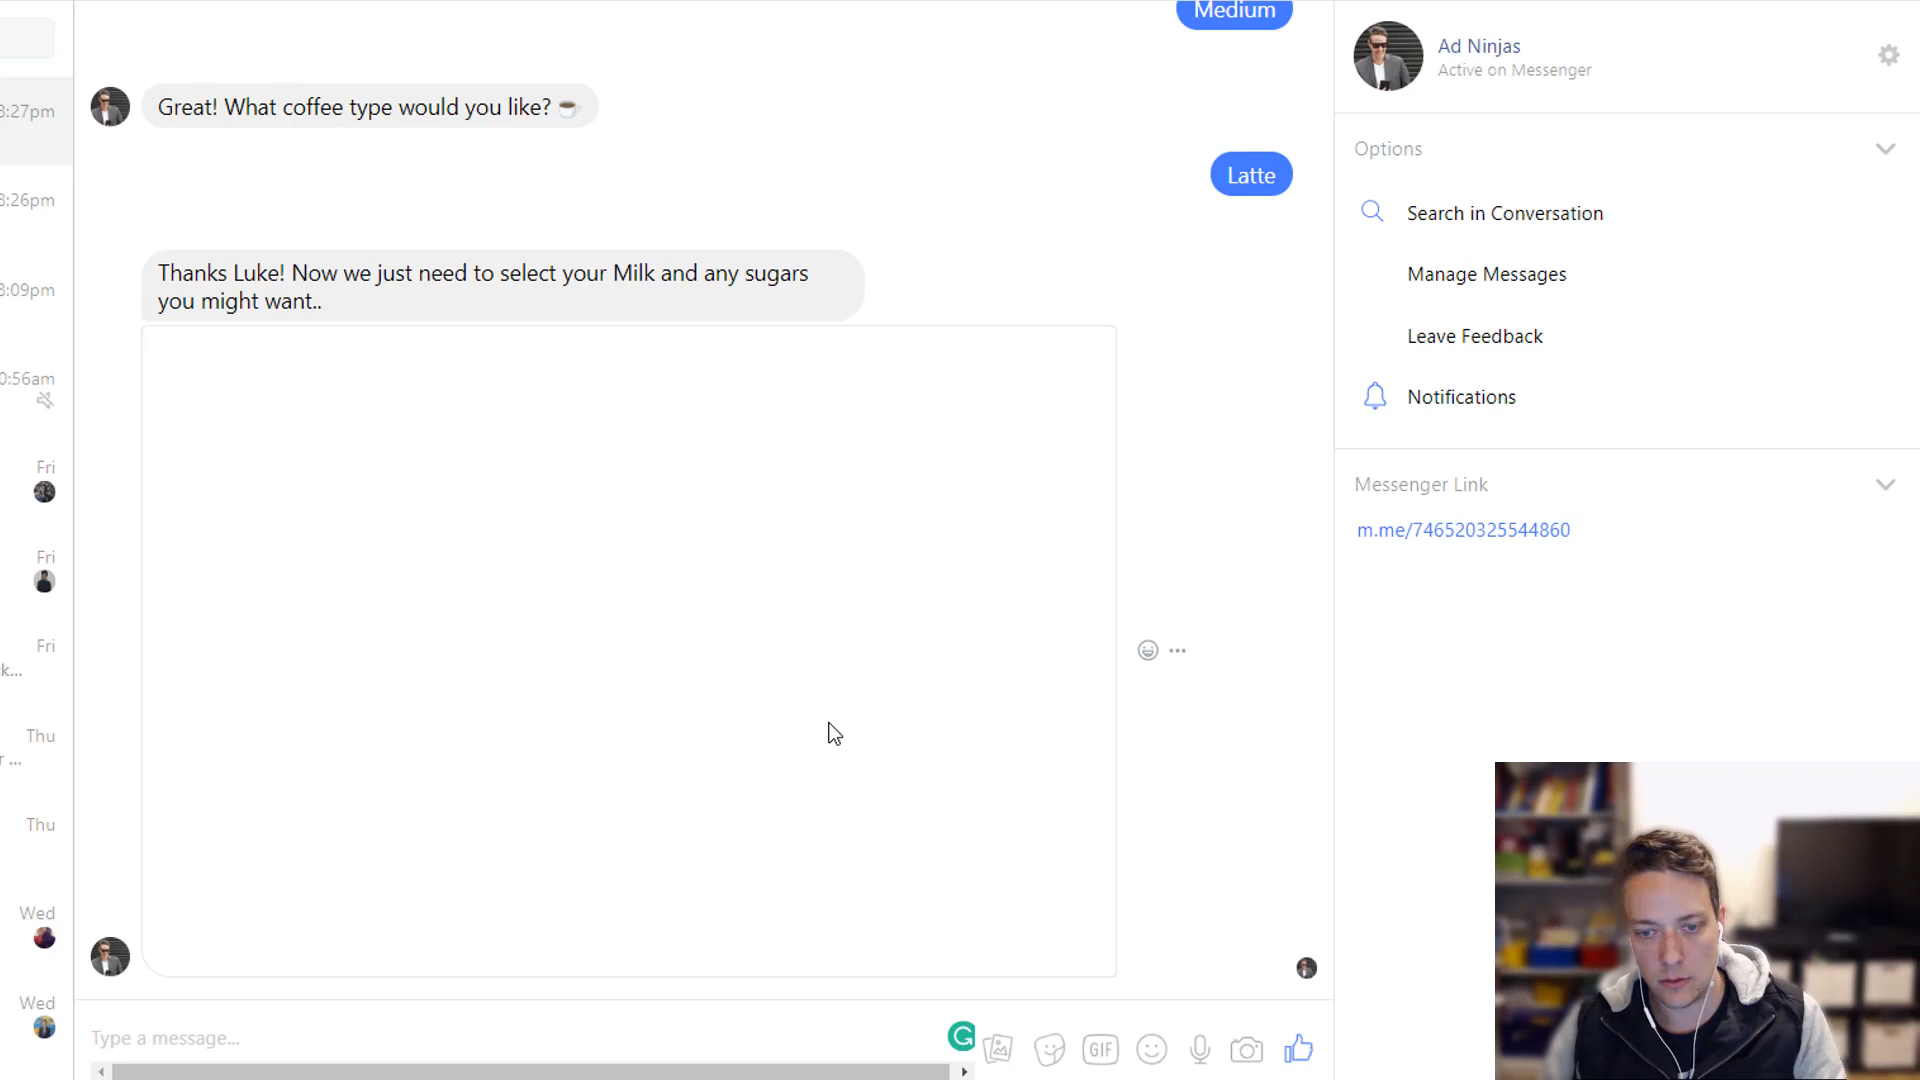 Medium
Ad Ninjas
Active on Messenger
8:27pm
Great! What coffee type would you like?
Options
Latte
8:26pm
Search in Conversation
Thanks Luke! Now we just need to select your Milk and any sugars
you might want..
Manage Messages
8:09pm
Leave Feedback
0:56am
Notifications
Fri
Messenger Link
m.me/746520325544860
Fri
Fri
k...
Thu
r ...
Thu
Wed
Wed
Type a message...
G
GIF